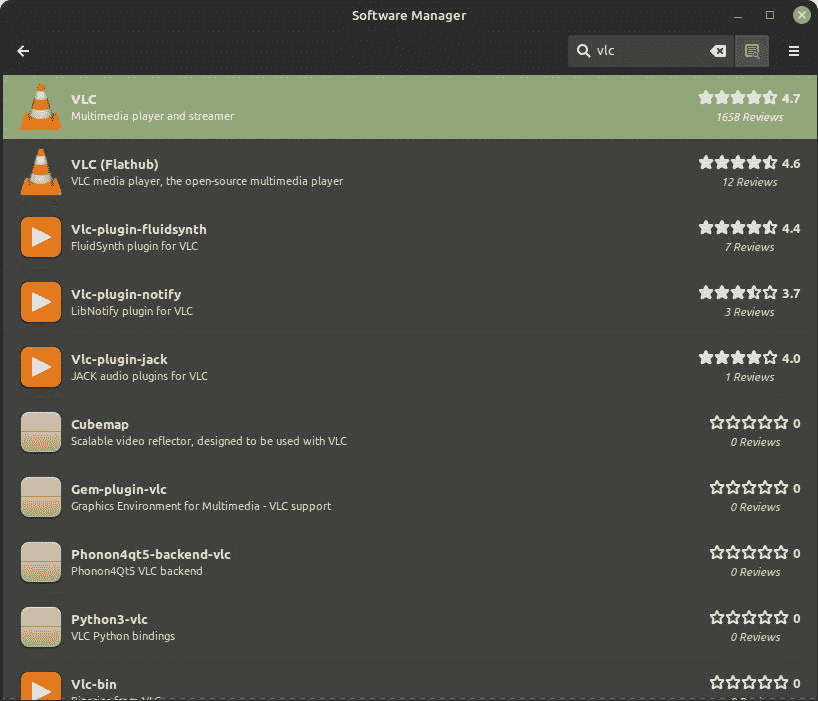 Software Manager
vlc
VLC
Multimedia player and streamer
4.7
1658 Reviews
VLC (Flathub)
VLC media player, the open-source multimedia player
4.6
12 Reviews
Vlc-plugin-fluidsynth
FluidSynth plugin for VLC
4.4
7 Reviews
Vlc-plugin-notify
LibNotify plugin for VLC
3.7
3 Reviews
Vlc-plugin-jack
JACK audio plugins for VLC
4.0
1 Reviews
Cubemap
Scalable video reflector, designed to be used with VLC
0
0 Reviews
Gem-plugin-vlc
Graphics Environment for Multimedia - VLC support
0
0 Reviews
Phonon4qt5-backend-vlc
Phonon4Qt5 VLC backend
0
0 Reviews
Python3-vlc
VLC Python bindings
0
0 Reviews
Vlc-bin
0